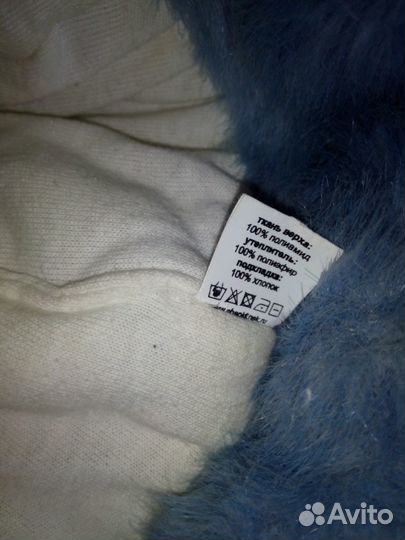 ткань верха:
100% полиамид
утеплитель:
100% полиэфир
подкладка:
100% хлопок
Avito